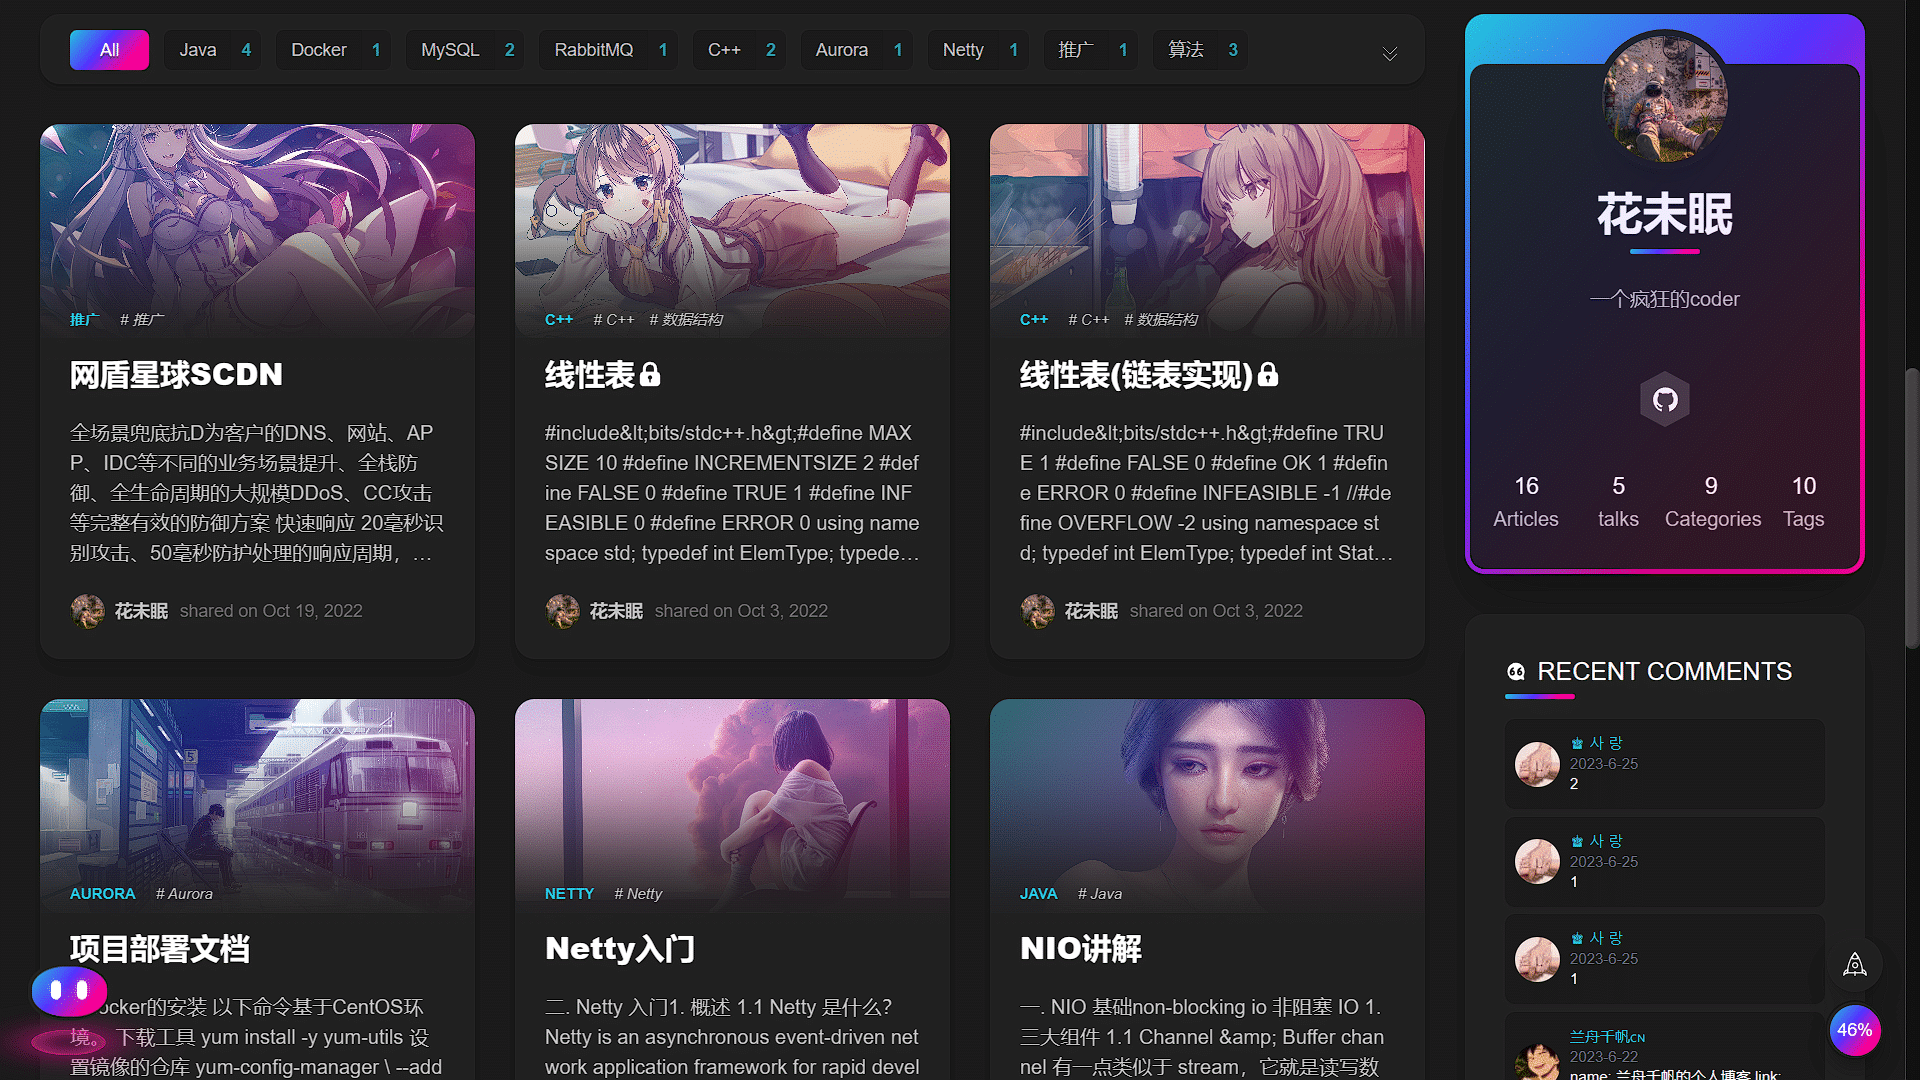 All
Java 4
Docker 1
MySQL 2
RabbitMQ 1
C++ 2
Aurora 1
Netty 1
推广 1
算法 3
推广 # 推广
网盾星球SCDN
全场景兜底抗D为客户的DNS、网站、AP
P、IDC等不同的业务场景提升、全栈防
御、全生命周期的大规模DDoS、CC攻击
等完整有效的防御方案 快速响应 20毫秒识
别攻击、50毫秒防护处理的响应周期，…
花未眠 shared on Oct 19, 2022
C++ # C++ # 数据结构
线性表
#include&lt;bits/stdc++.h&gt;#define MAX
SIZE 10 #define INCREMENTSIZE 2 #def
ine FALSE 0 #define TRUE 1 #define INF
EASIBLE 0 #define ERROR 0 using name
space std; typedef int ElemType; typede…
花未眠 shared on Oct 3, 2022
C++ # C++ # 数据结构
线性表(链表实现)
#include&lt;bits/stdc++.h&gt;#define TRU
E 1 #define FALSE 0 #define OK 1 #defin
e ERROR 0 #define INFEASIBLE -1 //#de
fine OVERFLOW -2 using namespace st
d; typedef int ElemType; typedef int Stat…
花未眠 shared on Oct 3, 2022
5
AURORA # Aurora
项目部署文档
ocker的安装 以下命令基于CentOS环
境。 下载工具 yum install -y yum-utils 设
置镜像的仓库 yum-config-manager \ --add
NETTY # Netty
Netty入门
二. Netty 入门1. 概述 1.1 Netty 是什么？
Netty is an asynchronous event-driven net
work application framework for rapid devel
JAVA # Java
NIO讲解
一. NIO 基础non-blocking io 非阻塞 IO 1.
三大组件 1.1 Channel &amp; Buffer chan
nel 有一点类似于 stream，它就是读写数
花未眠
一个疯狂的coder
16 5 9 10
Articles talks Categories Tags
RECENT COMMENTS
사 랑
2023-6-25
2
사 랑
2023-6-25
1
사 랑
2023-6-25
1
兰舟千帆CN
2023-6-22
name: 兰舟千帆的个人博客 link:
46%